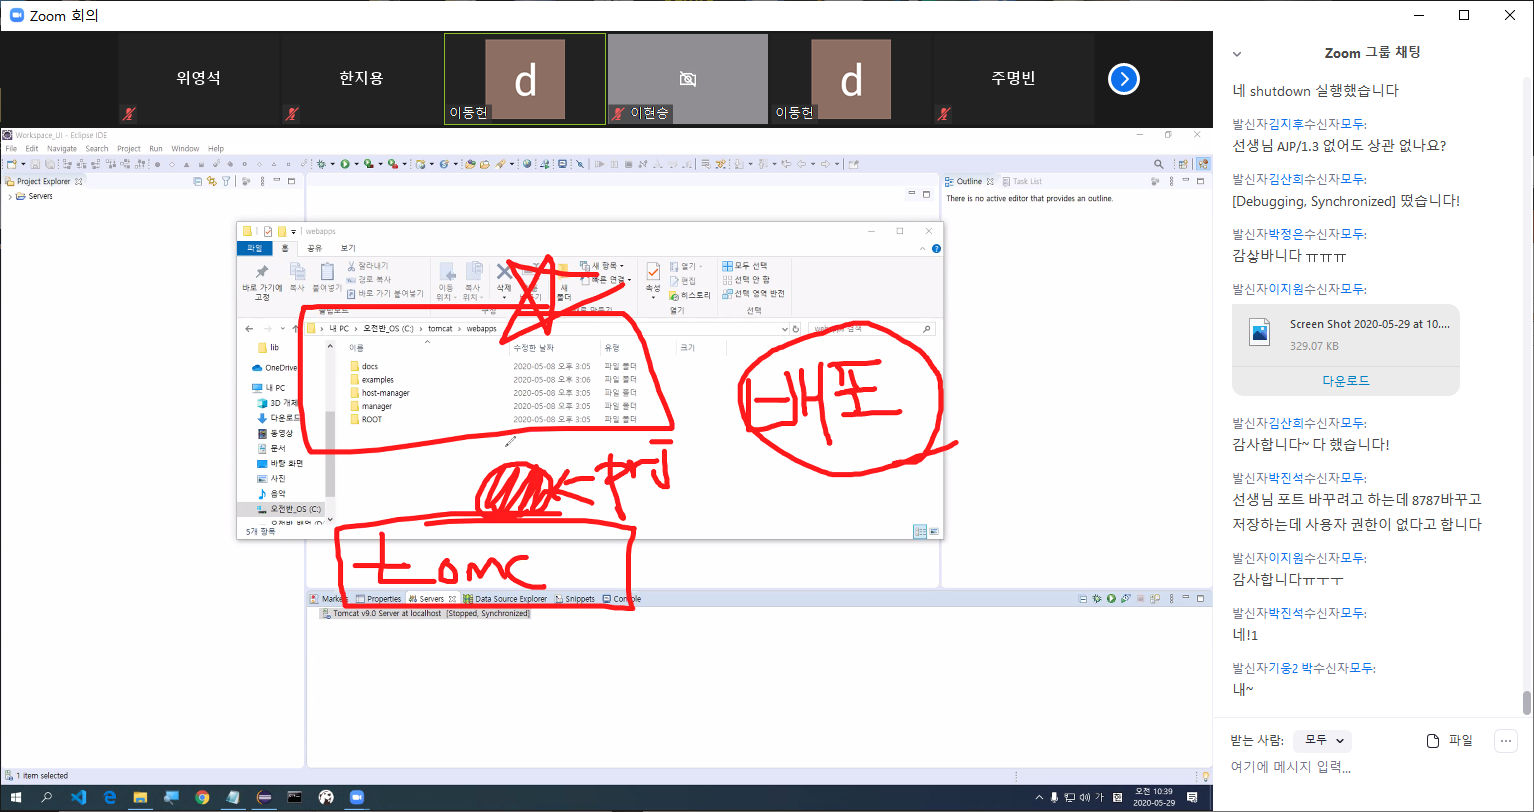 Zoom 회의
위영석
한지용
d
이동헌
이현승
d
이동헌
주명빈
Workspace_UI - Eclipse IDE
File Edit Navigate Search Project Run Window Help
Project Explorer
Servers
Outline Task List
There is no active editor that provides an outline.
webapps
파일 홈 공유 보기
바로 가기에 고정
복사
붙여넣기
잘라내기
경로 복사
바로 가기 붙여넣기
이동 위치
복사 위치
삭제
새 폴더
새 항목
빠른 연결
속성
열기
편집
히스토리
열기
모두 선택
선택 안 함
선택 영역 반전
선택
내 PC > 오전반_OS (C:) > tomcat > webapps
이름 수정한 날짜 유형 크기
docs 2020-05-08 오후 3:05 파일 폴더
examples 2020-05-08 오후 3:06 파일 폴더
host-manager 2020-05-08 오후 3:05 파일 폴더
manager 2020-05-08 오후 3:05 파일 폴더
ROOT 2020-05-08 오후 3:05 파일 폴더
lib
OneDrive
내 PC
3D 개체
다운로드
동영상
문서
바탕 화면
사진
음악
오전반_OS (C:)
5개 항목
배포
prj
tomc
Properties Servers Data Source Explorer Snippets Console
Tomcat v9.0 Server at localhost [Stopped, Synchronized]
1 item selected
Zoom 그룹 채팅
네 shutdown 실행했습니다
발신자김지후수신자모두:
선생님 AJP/1.3 없어도 상관 없나요?
발신자김산희수신자모두:
[Debugging, Synchronized] 떴습니다!
발신자박정은수신자모두:
감샇바니다 ㅠㅠㅠ
발신자이지원수신자모두:
Screen Shot 2020-05-29 at 10....
329.07 KB
다운로드
발신자김산희수신자모두:
감사합니다~ 다 했습니다!
발신자박진석수신자모두:
선생님 포트 바꾸려고 하는데 8787바꾸고
저장하는데 사용자 권한이 없다고 합니다
발신자이지원수신자모두:
감사합니다ㅠㅜㅜ
발신자박진석수신자모두:
네!1
발신자기웅2 박수신자모두:
내~
받는 사람: 모두 파일
여기에 메시지 입력...
가
오전 10:39
2020-05-29